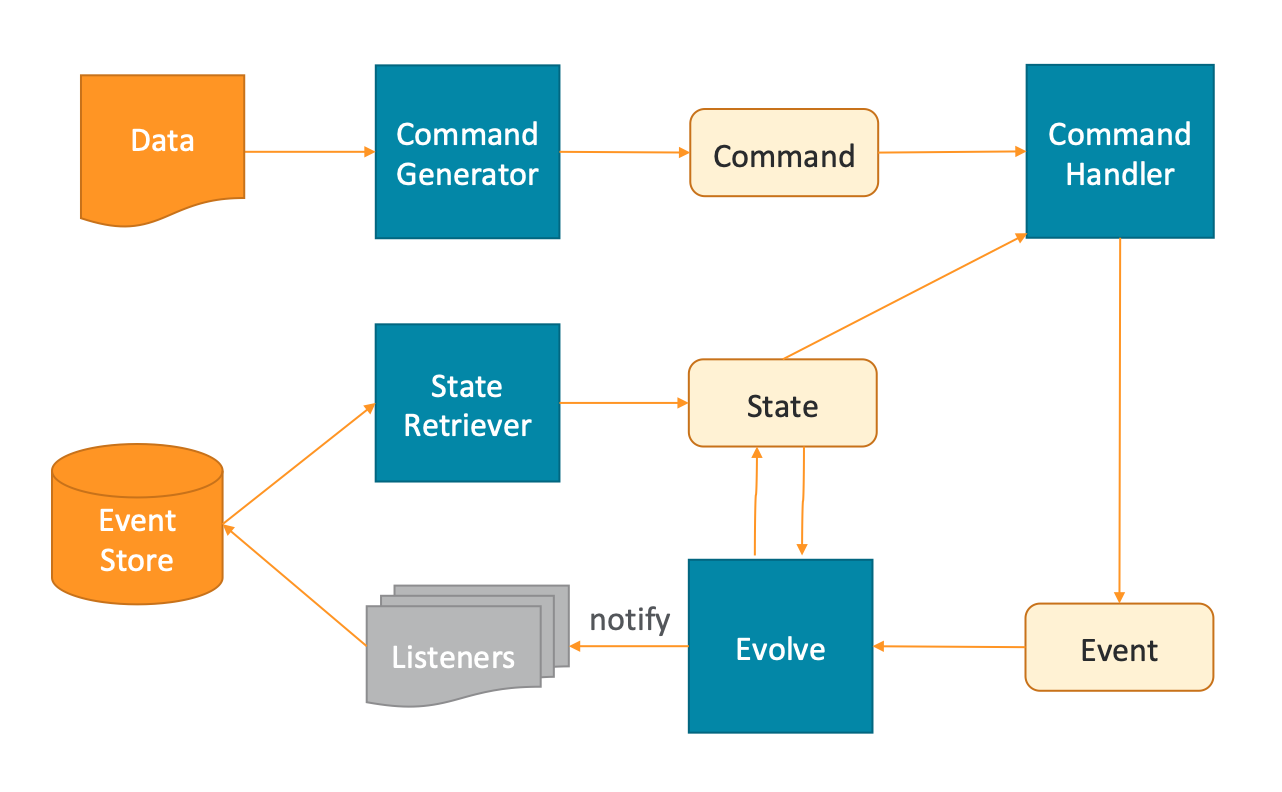 Data
Command
Generator
Command
Command
Handler
State
Retriever
State
Event
Store
notify
Listeners
Evolve
Event